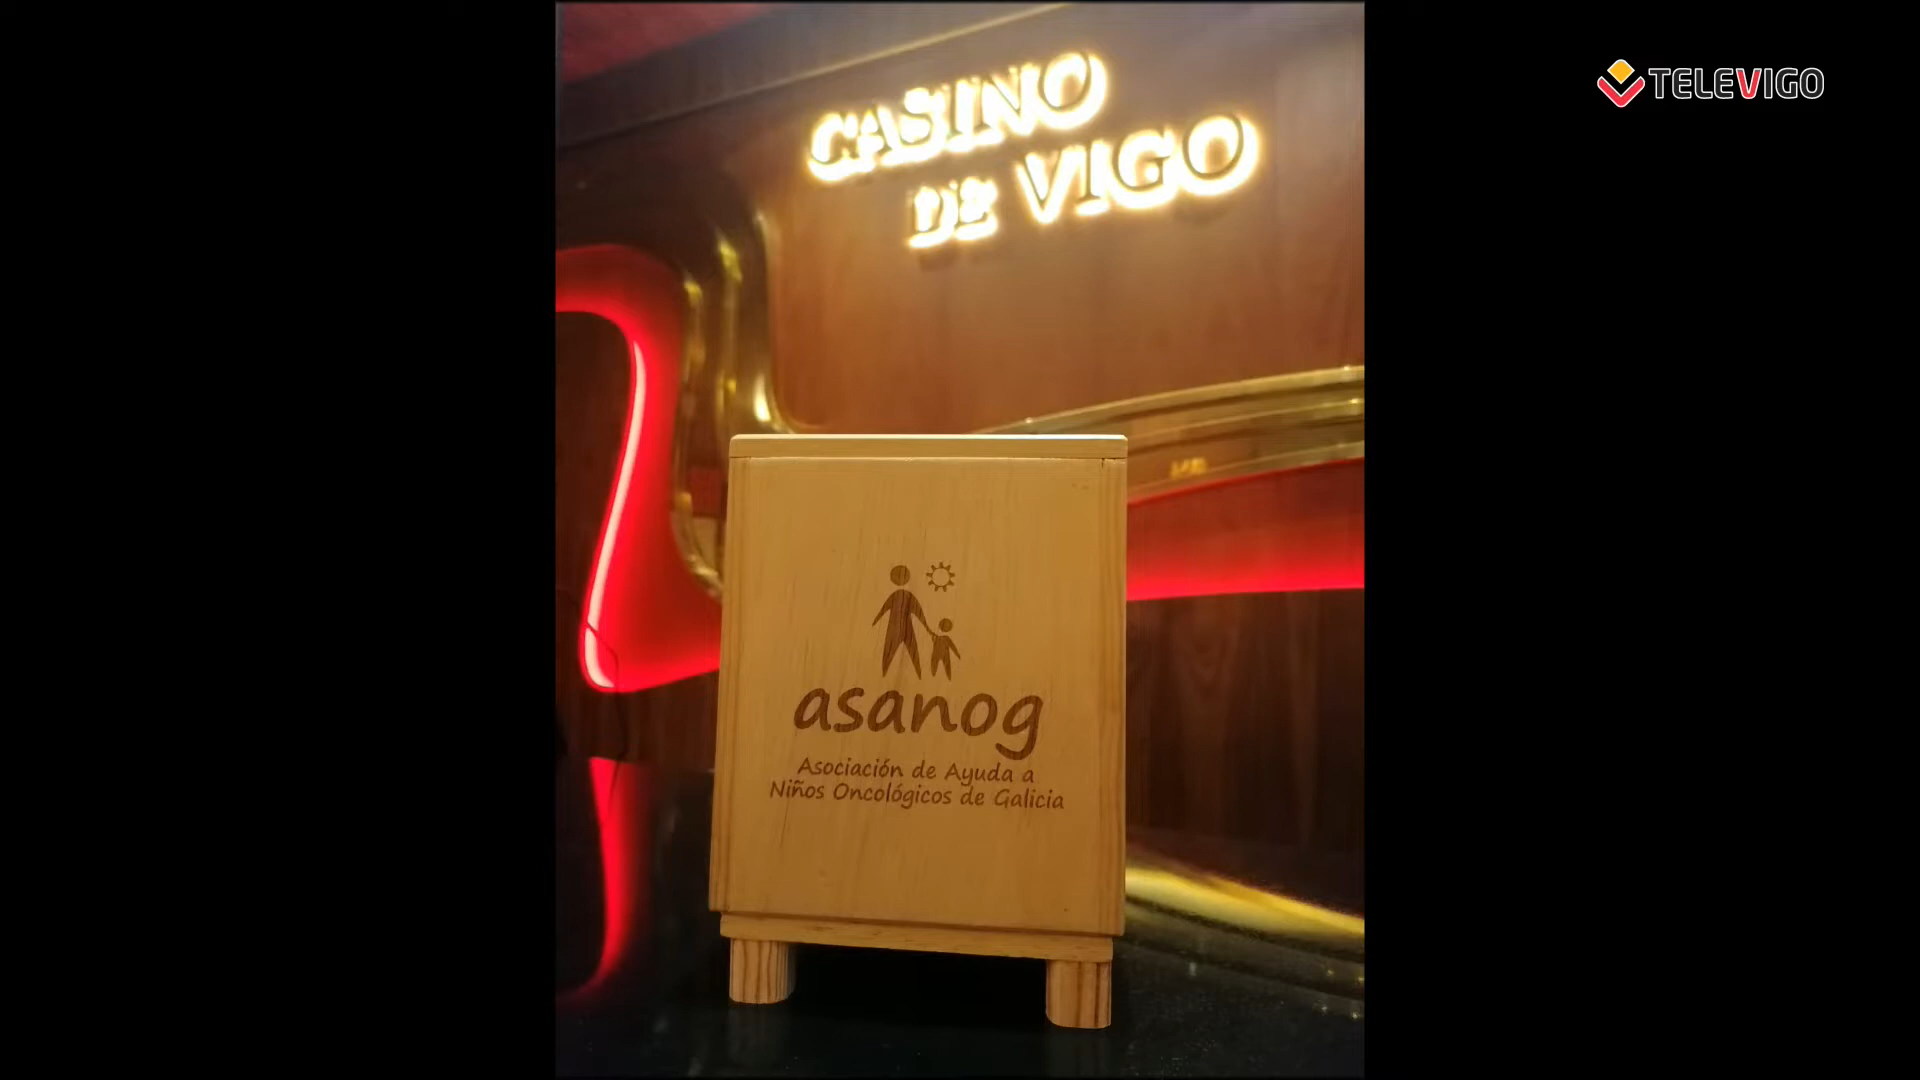 CASINO
DE VIGO
TELEVIGO
asanog
Asociación de Ayuda a
Niños Oncológicos de Galicia